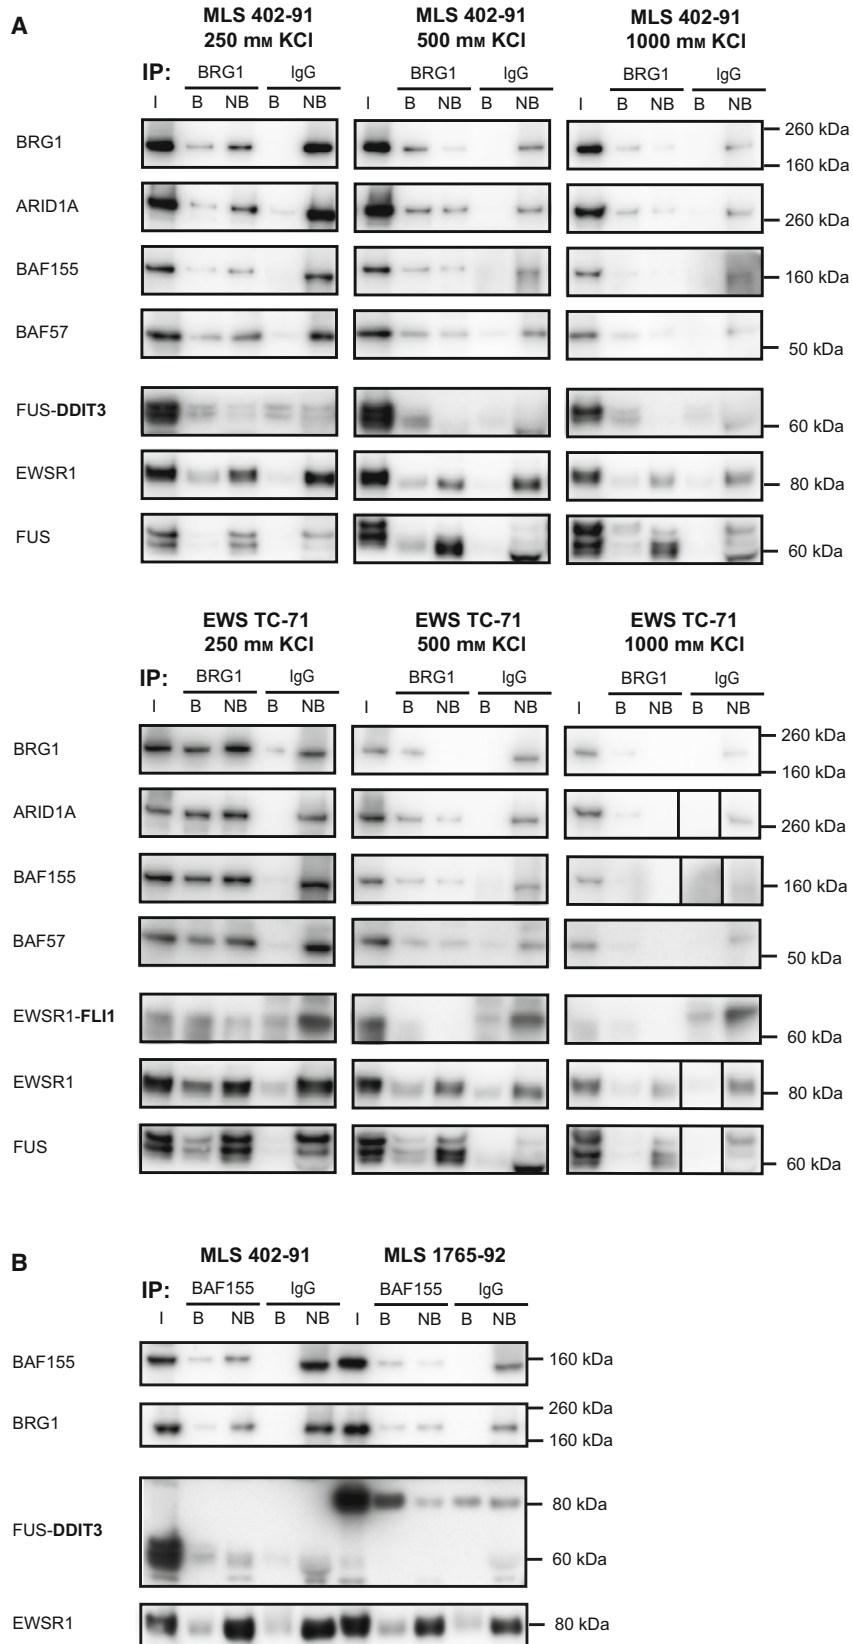 A
MLS 402-91 MLS 402-91 MLS 402-91
250 mM KCl 500 mM KCl 1000 mM KCl
IP: BRG1 IgG BRG1 IgG BRG1 IgG
I B NB B NB I B NB B NB I B NB B NB
BRG1 260 kDa
160 kDa
ARID1A 260 kDa
BAF155 160 kDa
BAF57 50 kDa
FUS-DDIT3 60 kDa
EWSR1 80 kDa
FUS 60 kDa
EWS TC-71 EWS TC-71 EWS TC-71
250 mM KCl 500 mM KCl 1000 mM KCl
IP: BRG1 IgG BRG1 IgG BRG1 IgG
I B NB B NB I B NB B NB I B NB B NB
BRG1 260 kDa
160 kDa
ARID1A 260 kDa
BAF155 160 kDa
BAF57 50 kDa
EWSR1-FLI1 60 kDa
EWSR1 80 kDa
FUS 60 kDa
B
MLS 402-91 MLS 1765-92
IP: BAF155 IgG BAF155 IgG
I B NB B NB I B NB B NB
BAF155 160 kDa
BRG1 260 kDa
160 kDa
80 kDa
FUS-DDIT3
60 kDa
EWSR1 80 kDa